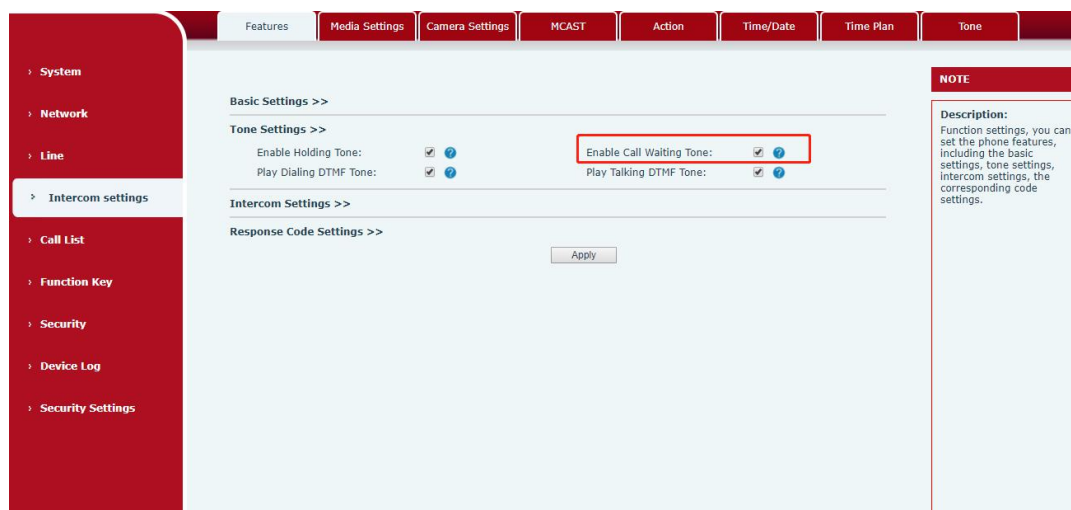 Features
Media Settings
Camera Settings
MCAST
Action
Time/Date
Time Plan
Tone
System
Network
Line
Intercom settings
Call List
Function Key
Security
Device Log
Security Settings
Basic Settings >>
Tone Settings >>
Enable Holding Tone:
Enable Call Waiting Tone:
Play Dialing DTMF Tone:
Play Talking DTMF Tone:
Intercom Settings >>
Response Code Settings >>
Apply
NOTE
Description:
Function settings, you can
set the phone features,
including the basic
settings, tone settings,
intercom settings, the
corresponding code
settings.